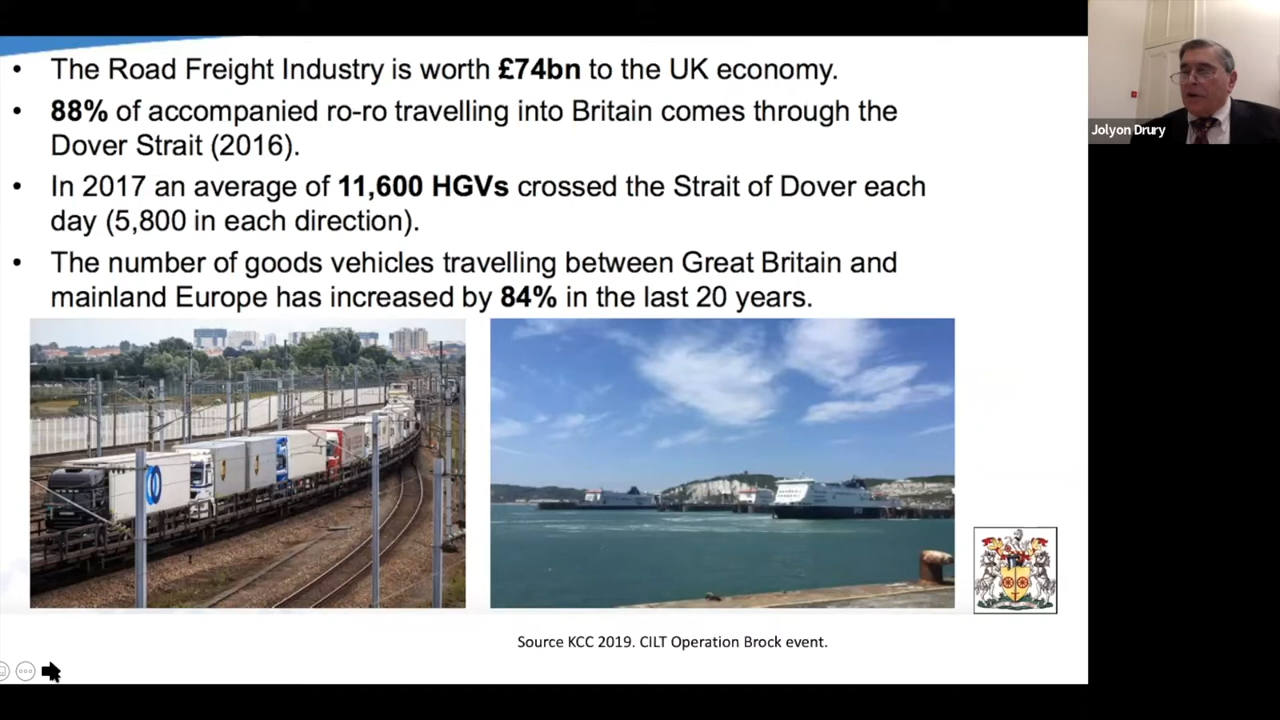 • The Road Freight Industry is worth £74bn to the UK economy.
• 88% of accompanied ro-ro travelling into Britain comes through the
Dover Strait (2016).
• In 2017 an average of 11,600 HGVs crossed the Strait of Dover each
day (5,800 in each direction).
• The number of goods vehicles travelling between Great Britain and
mainland Europe has increased by 84% in the last 20 years.
Source KCC 2019. CILT Operation Brock event.
Jolyon Drury